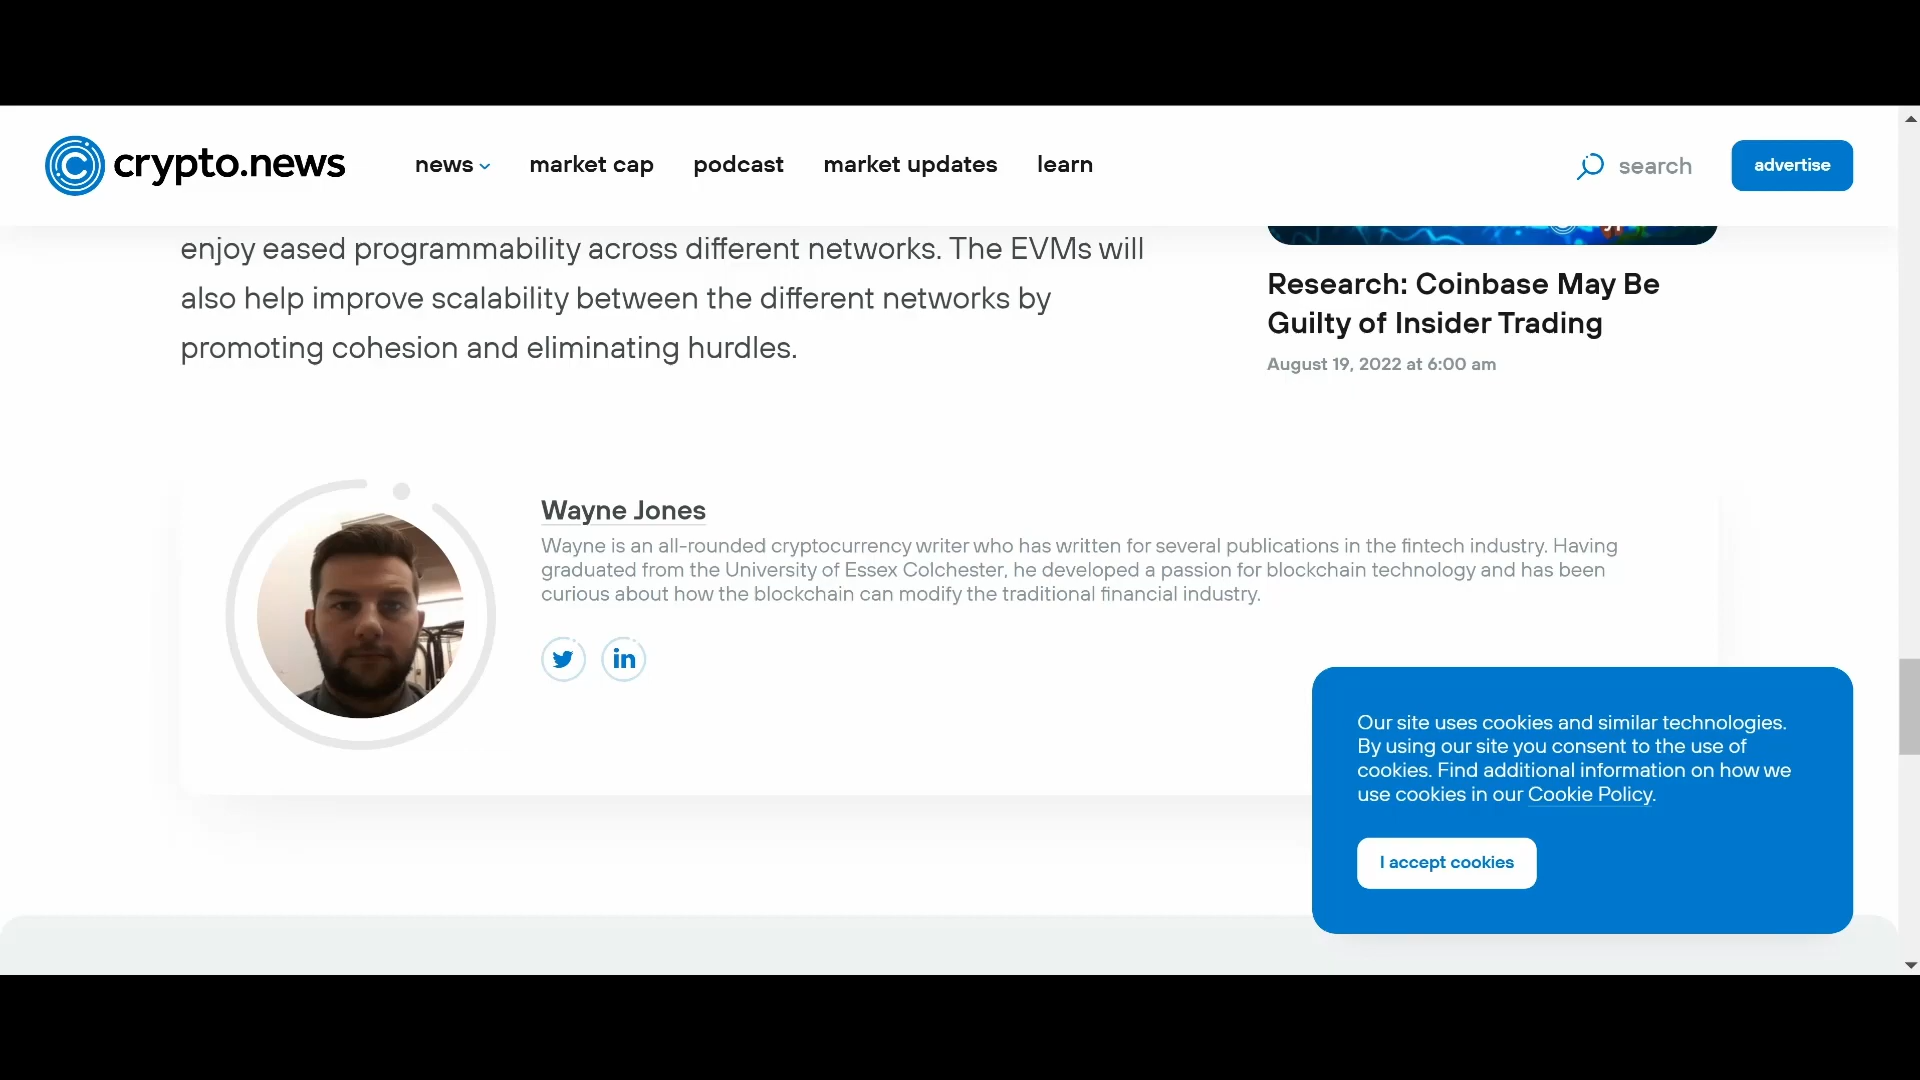 crypto.news
news
market cap
podcast
market updates
learn
search
advertise
enjoy eased programmability across different networks. The EVMs will
also help improve scalability between the different networks by
promoting cohesion and eliminating hurdles.
Research: Coinbase May Be
Guilty of Insider Trading
August 19, 2022 at 6:00 am
Wayne Jones
Wayne is an all-rounded cryptocurrency writer who has written for several publications in the fintech industry. Having
graduated from the University of Essex Colchester, he developed a passion for blockchain technology and has been
curious about how the blockchain can modify the traditional financial industry.
in
Our site uses cookies and similar technologies.
By using our site you consent to the use of
cookies. Find additional information on how we
use cookies in our Cookie Policy.
I accept cookies